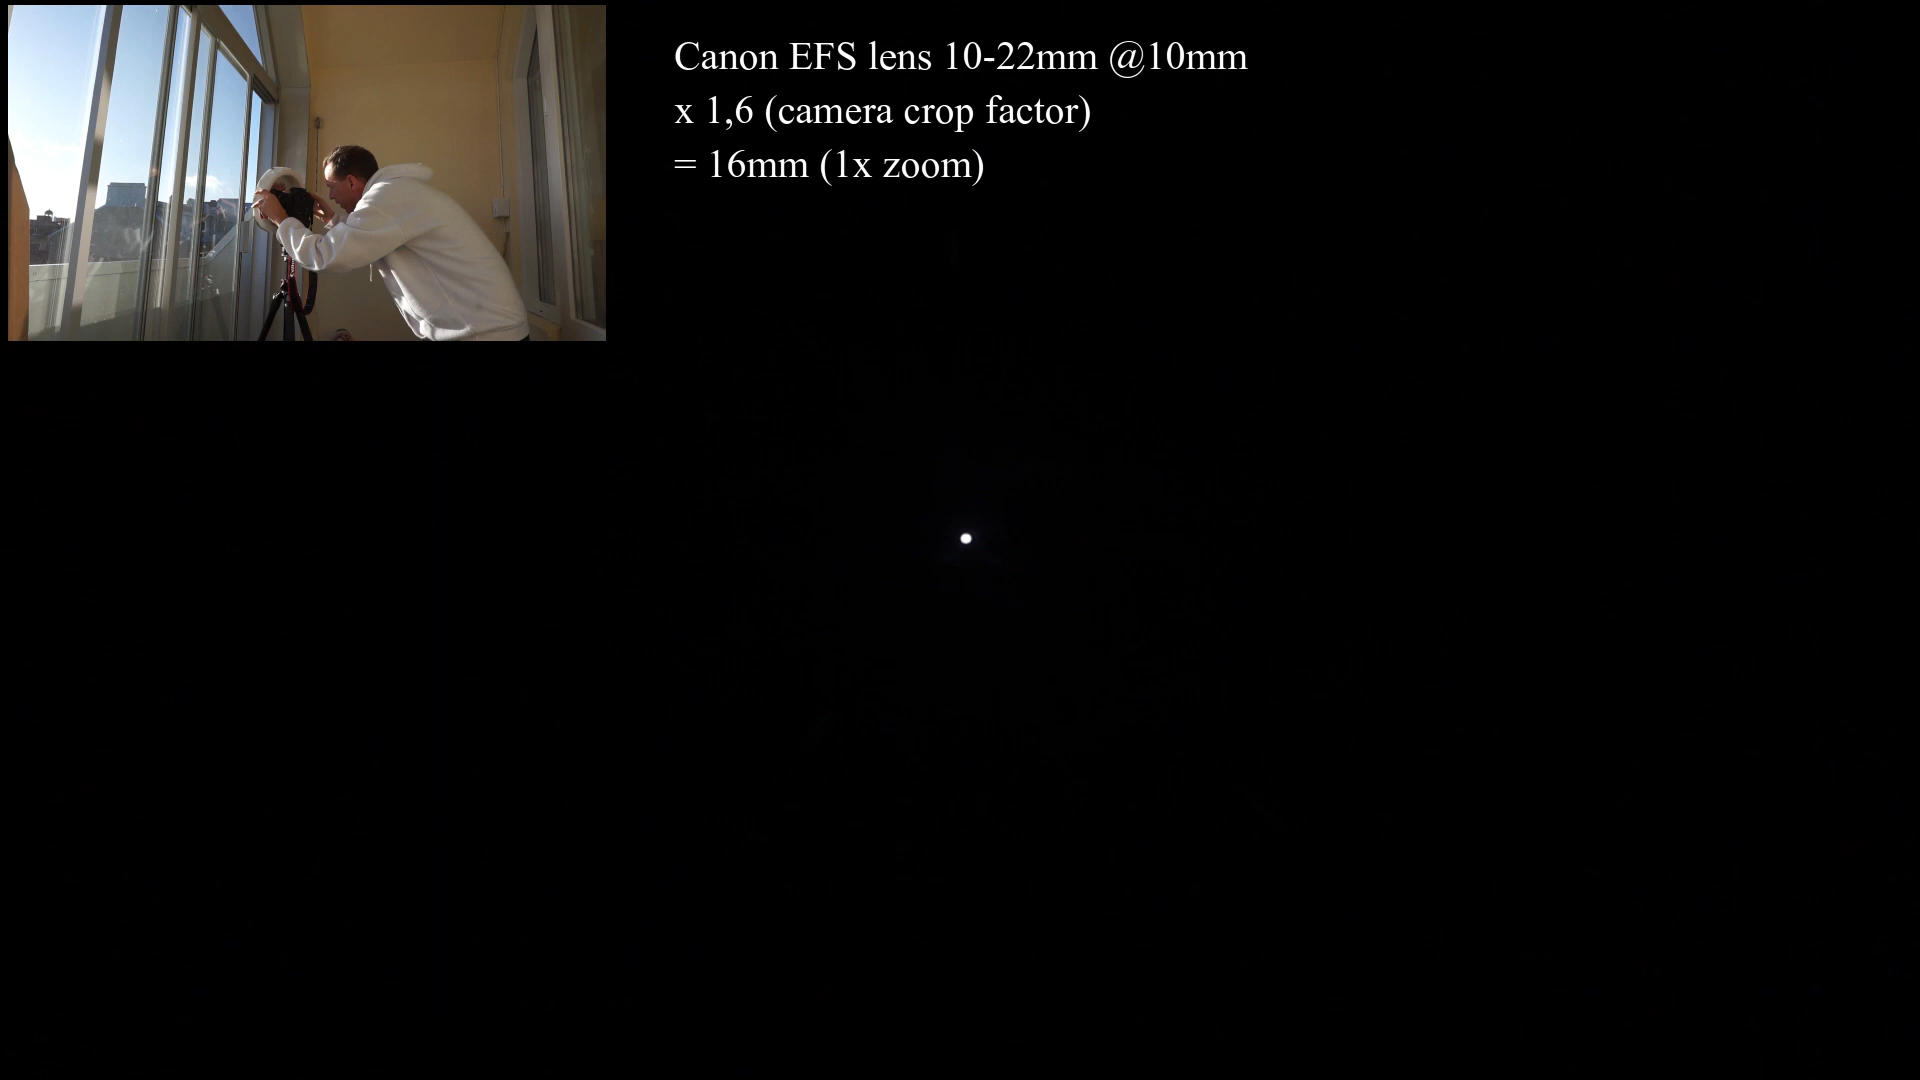 Canon EFS lens 10-22mm @10mm
x 1,6 (camera crop factor)
= 16mm (1x zoom)